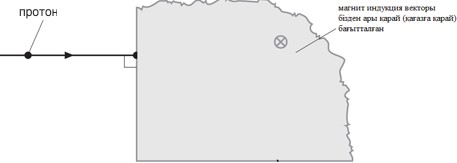 протон
магнит индукция векторы
бізден ары қарай (қағазға қарай)
бағытталған